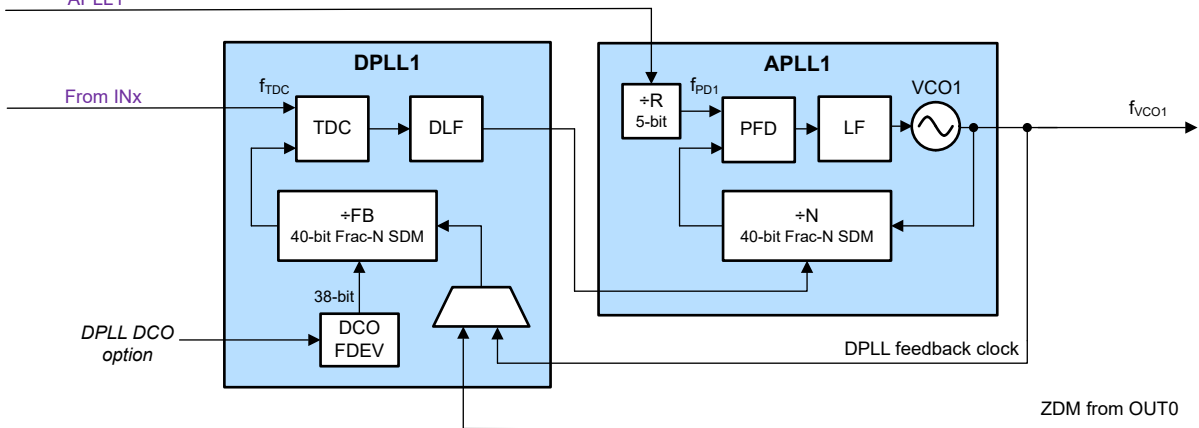 APLL1
DPLL1
APLL1
From INx
fTDC
TDC
DLF
÷R
5-bit
fPD1
PFD
LF
VCO1
fVCO1
÷FB
40-bit Frac-N SDM
÷N
40-bit Frac-N SDM
38-bit
DPLL DCO
option
DCO
FDEV
DPLL feedback clock
ZDM from OUT0